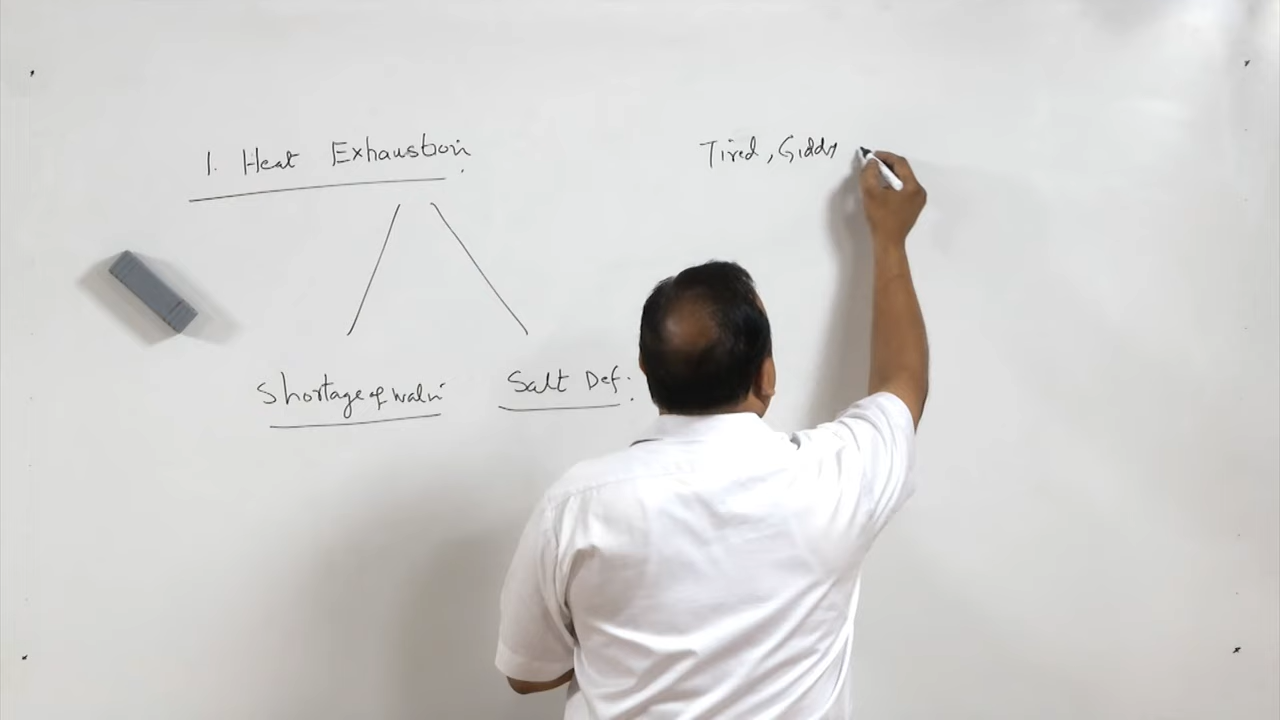 1. Heat Exhaustion
Tired, Giddy
Shortage of water
Salt Def.